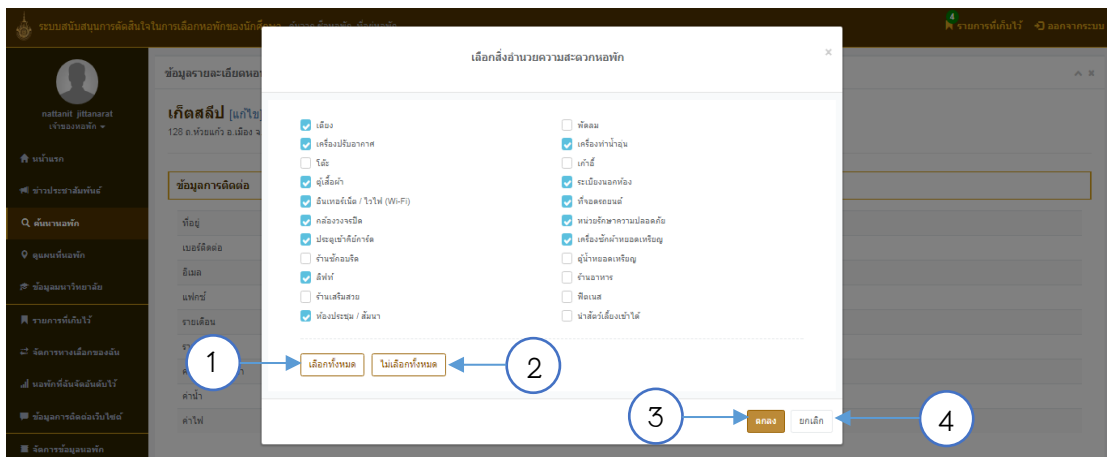 ระบบสนับสนุนการตัดสินใจในการเลือกหอพักของนักศึกษา
4
รายการที่เก็บไว้
ออกจากระบบ
เลือกสิ่งอำนวยความสะดวกหอพัก
×
nattanit jittanarat
เจ้าของหอพัก
หน้าแรก
ข่าวประชาสัมพันธ์
ค้นหาหอพัก
ดูแผนที่หอพัก
ข้อมูลมหาวิทยาลัย
รายการที่เก็บไว้
จัดการทางเลือกของฉัน
หอพักที่ฉันจัดอันดับไว้
ข้อมูลการติดต่อเว็บไซต์
จัดการข้อมูลหอพัก
ข้อมูลรายละเอียดหอ
เก็ตสลีป [แก้ไข]
128 ถ.ห้วยแก้ว อ.เมือง จ.
ข้อมูลการติดต่อ
ที่อยู่
เบอร์ติดต่อ
อีเมล
แฟกซ์
รายเดือน
ค่าน้ำ
ค่าไฟ
เตียง
พัดลม
เครื่องปรับอากาศ
เครื่องทำน้ำอุ่น
โต๊ะ
เก้าอี้
ตู้เสื้อผ้า
ระเบียงนอกห้อง
อินเทอร์เน็ต / ไวไฟ (Wi-Fi)
ที่จอดรถยนต์
กล้องวงจรปิด
หน่วยรักษาความปลอดภัย
ประตูเข้าคีย์การ์ด
เครื่องซักผ้าหยอดเหรียญ
ร้านซักอบรีด
ตู้น้ำหยอดเหรียญ
ลิฟท์
ร้านอาหาร
ร้านเสริมสวย
ฟิตเนส
ห้องประชุม / สัมนา
นำสัตว์เลี้ยงเข้าได้
1
เลือกทั้งหมด
ไม่เลือกทั้งหมด
2
3
ตกลง
ยกเลิก
4